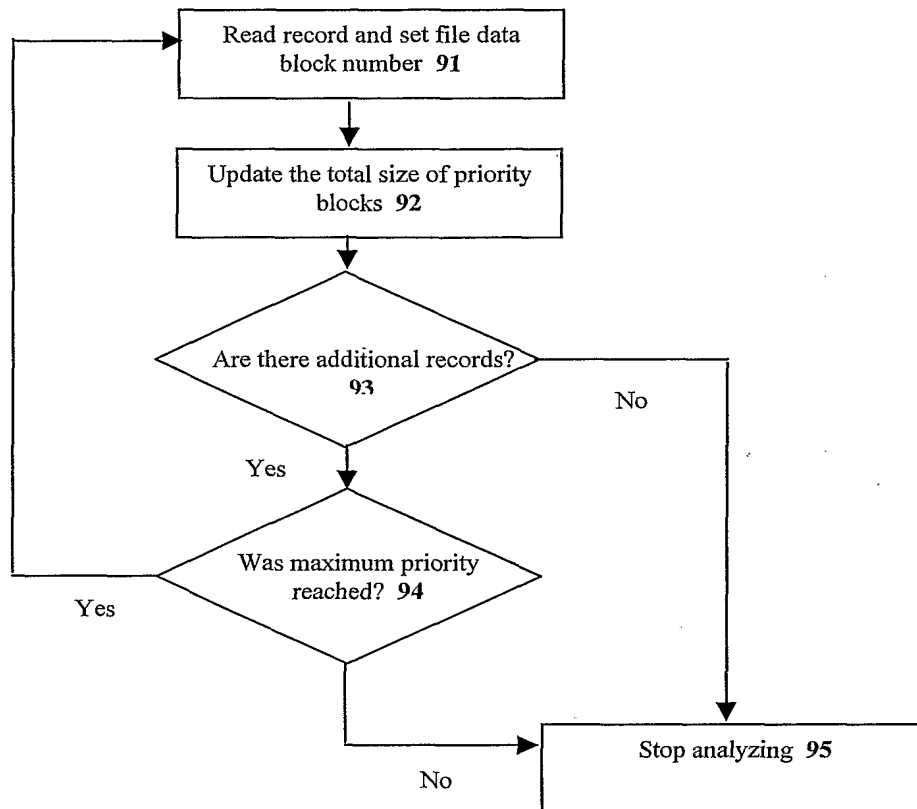 Read record and set file data
block number 91
Update the total size of priority
blocks 92
Are there additional records?
93
No
Yes
Was maximum priority
reached? 94
Yes
Stop analyzing 95
No